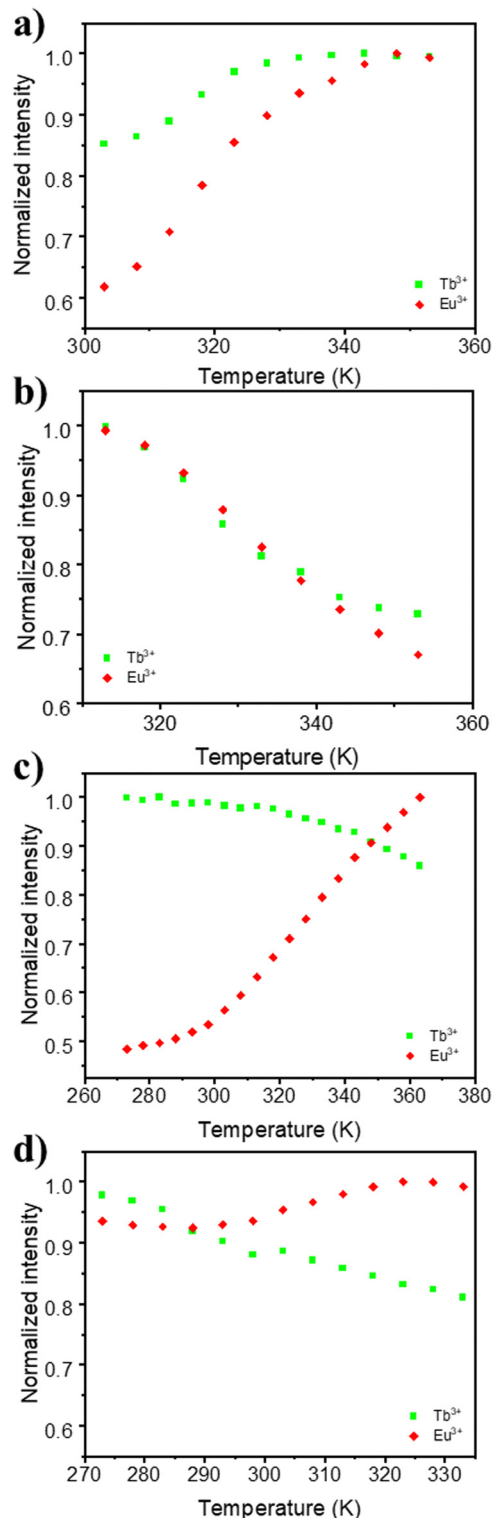 a)
1.0
0.9
0.8
0.7
0.6
Normalized intensity
Tb³⁺
Eu³⁺
300 320 340 360
Temperature (K)
b)
1.0
0.9
0.8
0.7
0.6
Normalized intensity
Tb³⁺
Eu³⁺
320 340 360
Temperature (K)
c)
1.0
0.9
0.8
0.7
0.6
0.5
Normalized intensity
Tb³⁺
Eu³⁺
260 280 300 320 340 360 380
Temperature (K)
d)
1.0
0.9
0.8
0.7
0.6
Normalized intensity
Tb³⁺
Eu³⁺
270 280 290 300 310 320 330
Temperature (K)